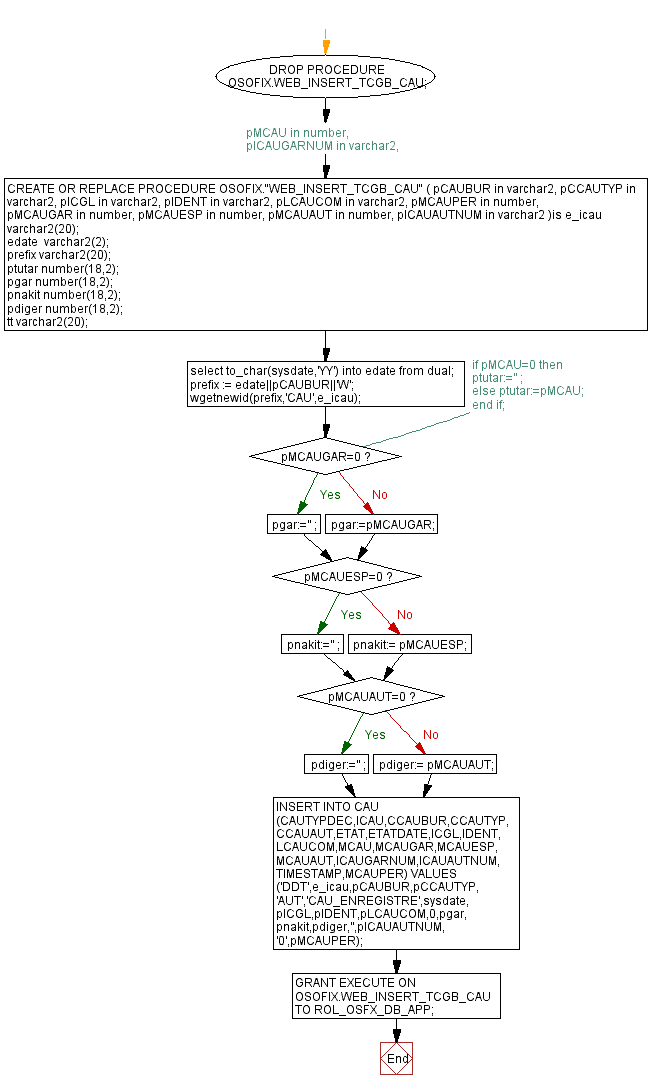 DROP PROCEDURE
OSOFIX.WEB_INSERT_TCGB_CAU;
pMCAU in number,
pICAUGARNUM in varchar2,
CREATE OR REPLACE PROCEDURE OSOFIX."WEB_INSERT_TCGB_CAU" ( pCAUBUR in varchar2, pCCAUTYP in
varchar2, pICGL in varchar2, pIDENT in varchar2, pLCAUCOM in varchar2, pMCAUPER in number,
pMCAUGAR in number, pMCAUESP in number, pMCAUAUT in number, pICAUAUTNUM in varchar2 )is e_icau
varchar2(20);
edate varchar2(2);
prefix varchar2(20);
ptutar number(18,2);
pgar number(18,2);
pnakit number(18,2);
pdiger number(18,2);
tt varchar2(20);
select to_char(sysdate,'YY') into edate from dual;
prefix := edate||pCAUBUR||'W';
wgetnewid(prefix,'CAU',e_icau);
if pMCAU=0 then
ptutar:='' ;
else ptutar:=pMCAU;
end if;
pMCAUGAR=0 ?
Yes
No
pgar:='' ;
pgar:=pMCAUGAR;
pMCAUESP=0 ?
Yes
No
pnakit:='' ;
pnakit:= pMCAUESP;
pMCAUAUT=0 ?
Yes
No
pdiger:='' ;
pdiger:= pMCAUAUT;
INSERT INTO CAU
(CAUTYPDEC,ICAU,CCAUBUR,CCAUTYP,
CCAUAUT,ETAT,ETATDATE,ICGL,IDENT,
LCAUCOM,MCAU,MCAUGAR,MCAUESP,
MCAUAUT,ICAUGARNUM,ICAUAUTNUM,
TIMESTAMP,MCAUPER) VALUES
('DDT',e_icau,pCAUBUR,pCCAUTYP,
'AUT','CAU_ENREGISTRE',sysdate,
pICGL,pIDENT,pLCAUCOM,0,pgar,
pnakit,pdiger,'',pICAUAUTNUM,
'0',pMCAUPER);
GRANT EXECUTE ON
OSOFIX.WEB_INSERT_TCGB_CAU
TO ROL_OSFX_DB_APP;
End